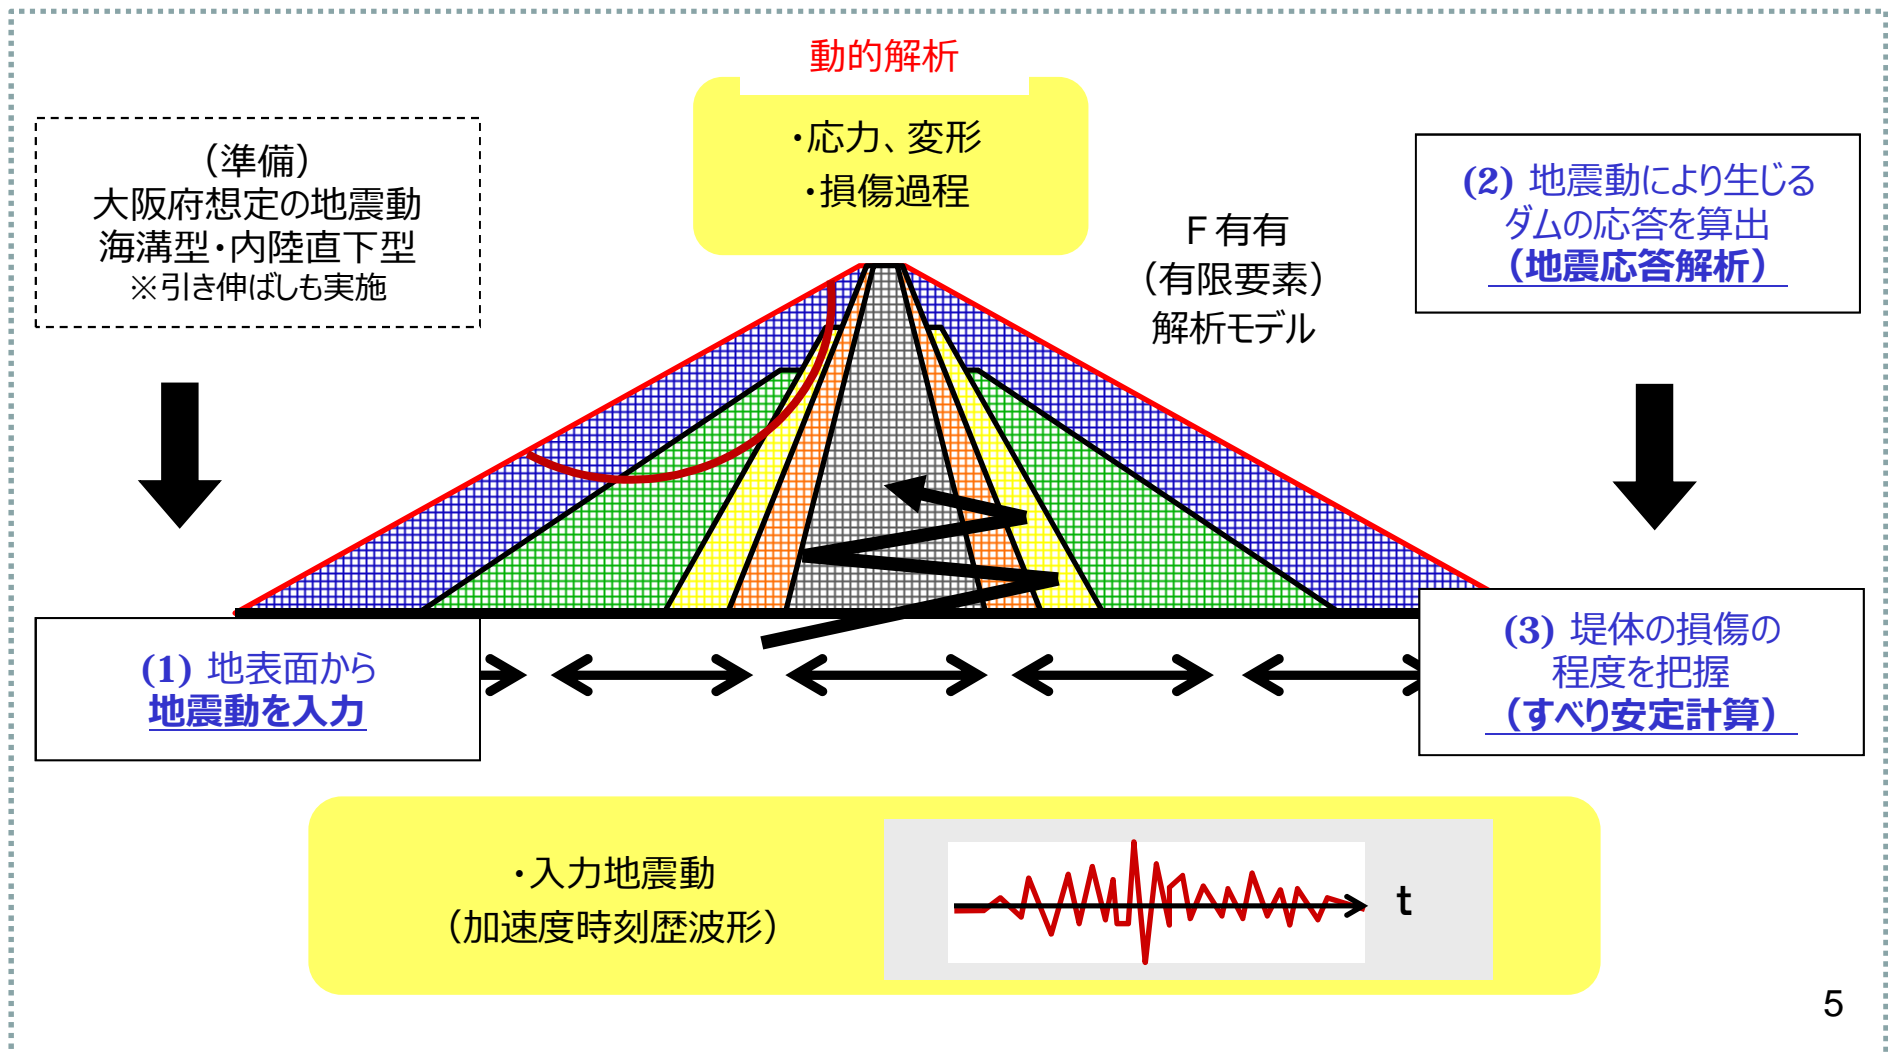 動的解析
・応力、変形
・損傷過程
（準備）
大阪府想定の地震動
海溝型・内陸直下型
※引き伸ばしも実施
F有有
（有限要素）
解析モデル
(2) 地震動により生じる
ダムの応答を算出
（地震応答解析）
(1) 地表面から
地震動を入力
(3) 堤体の損傷の
程度を把握
（すべり安定計算）
・入力地震動
（加速度時刻歴波形）
t
5